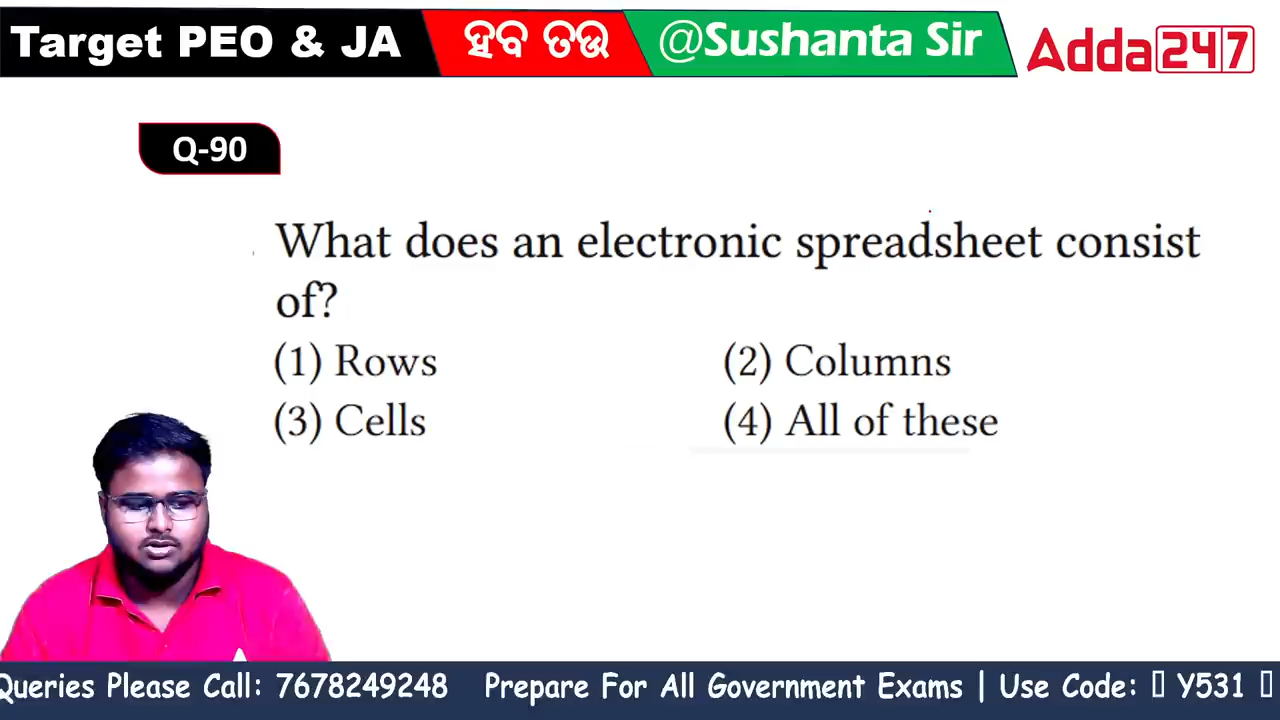 Target PEO & JA ହବ ତଉ @Sushanta Sir Adda247
Q-90
What does an electronic spreadsheet consist
of?
(1) Rows (2) Columns
(3) Cells (4) All of these
Queries Please Call: 7678249248 Prepare For All Government Exams | Use Code: Y531